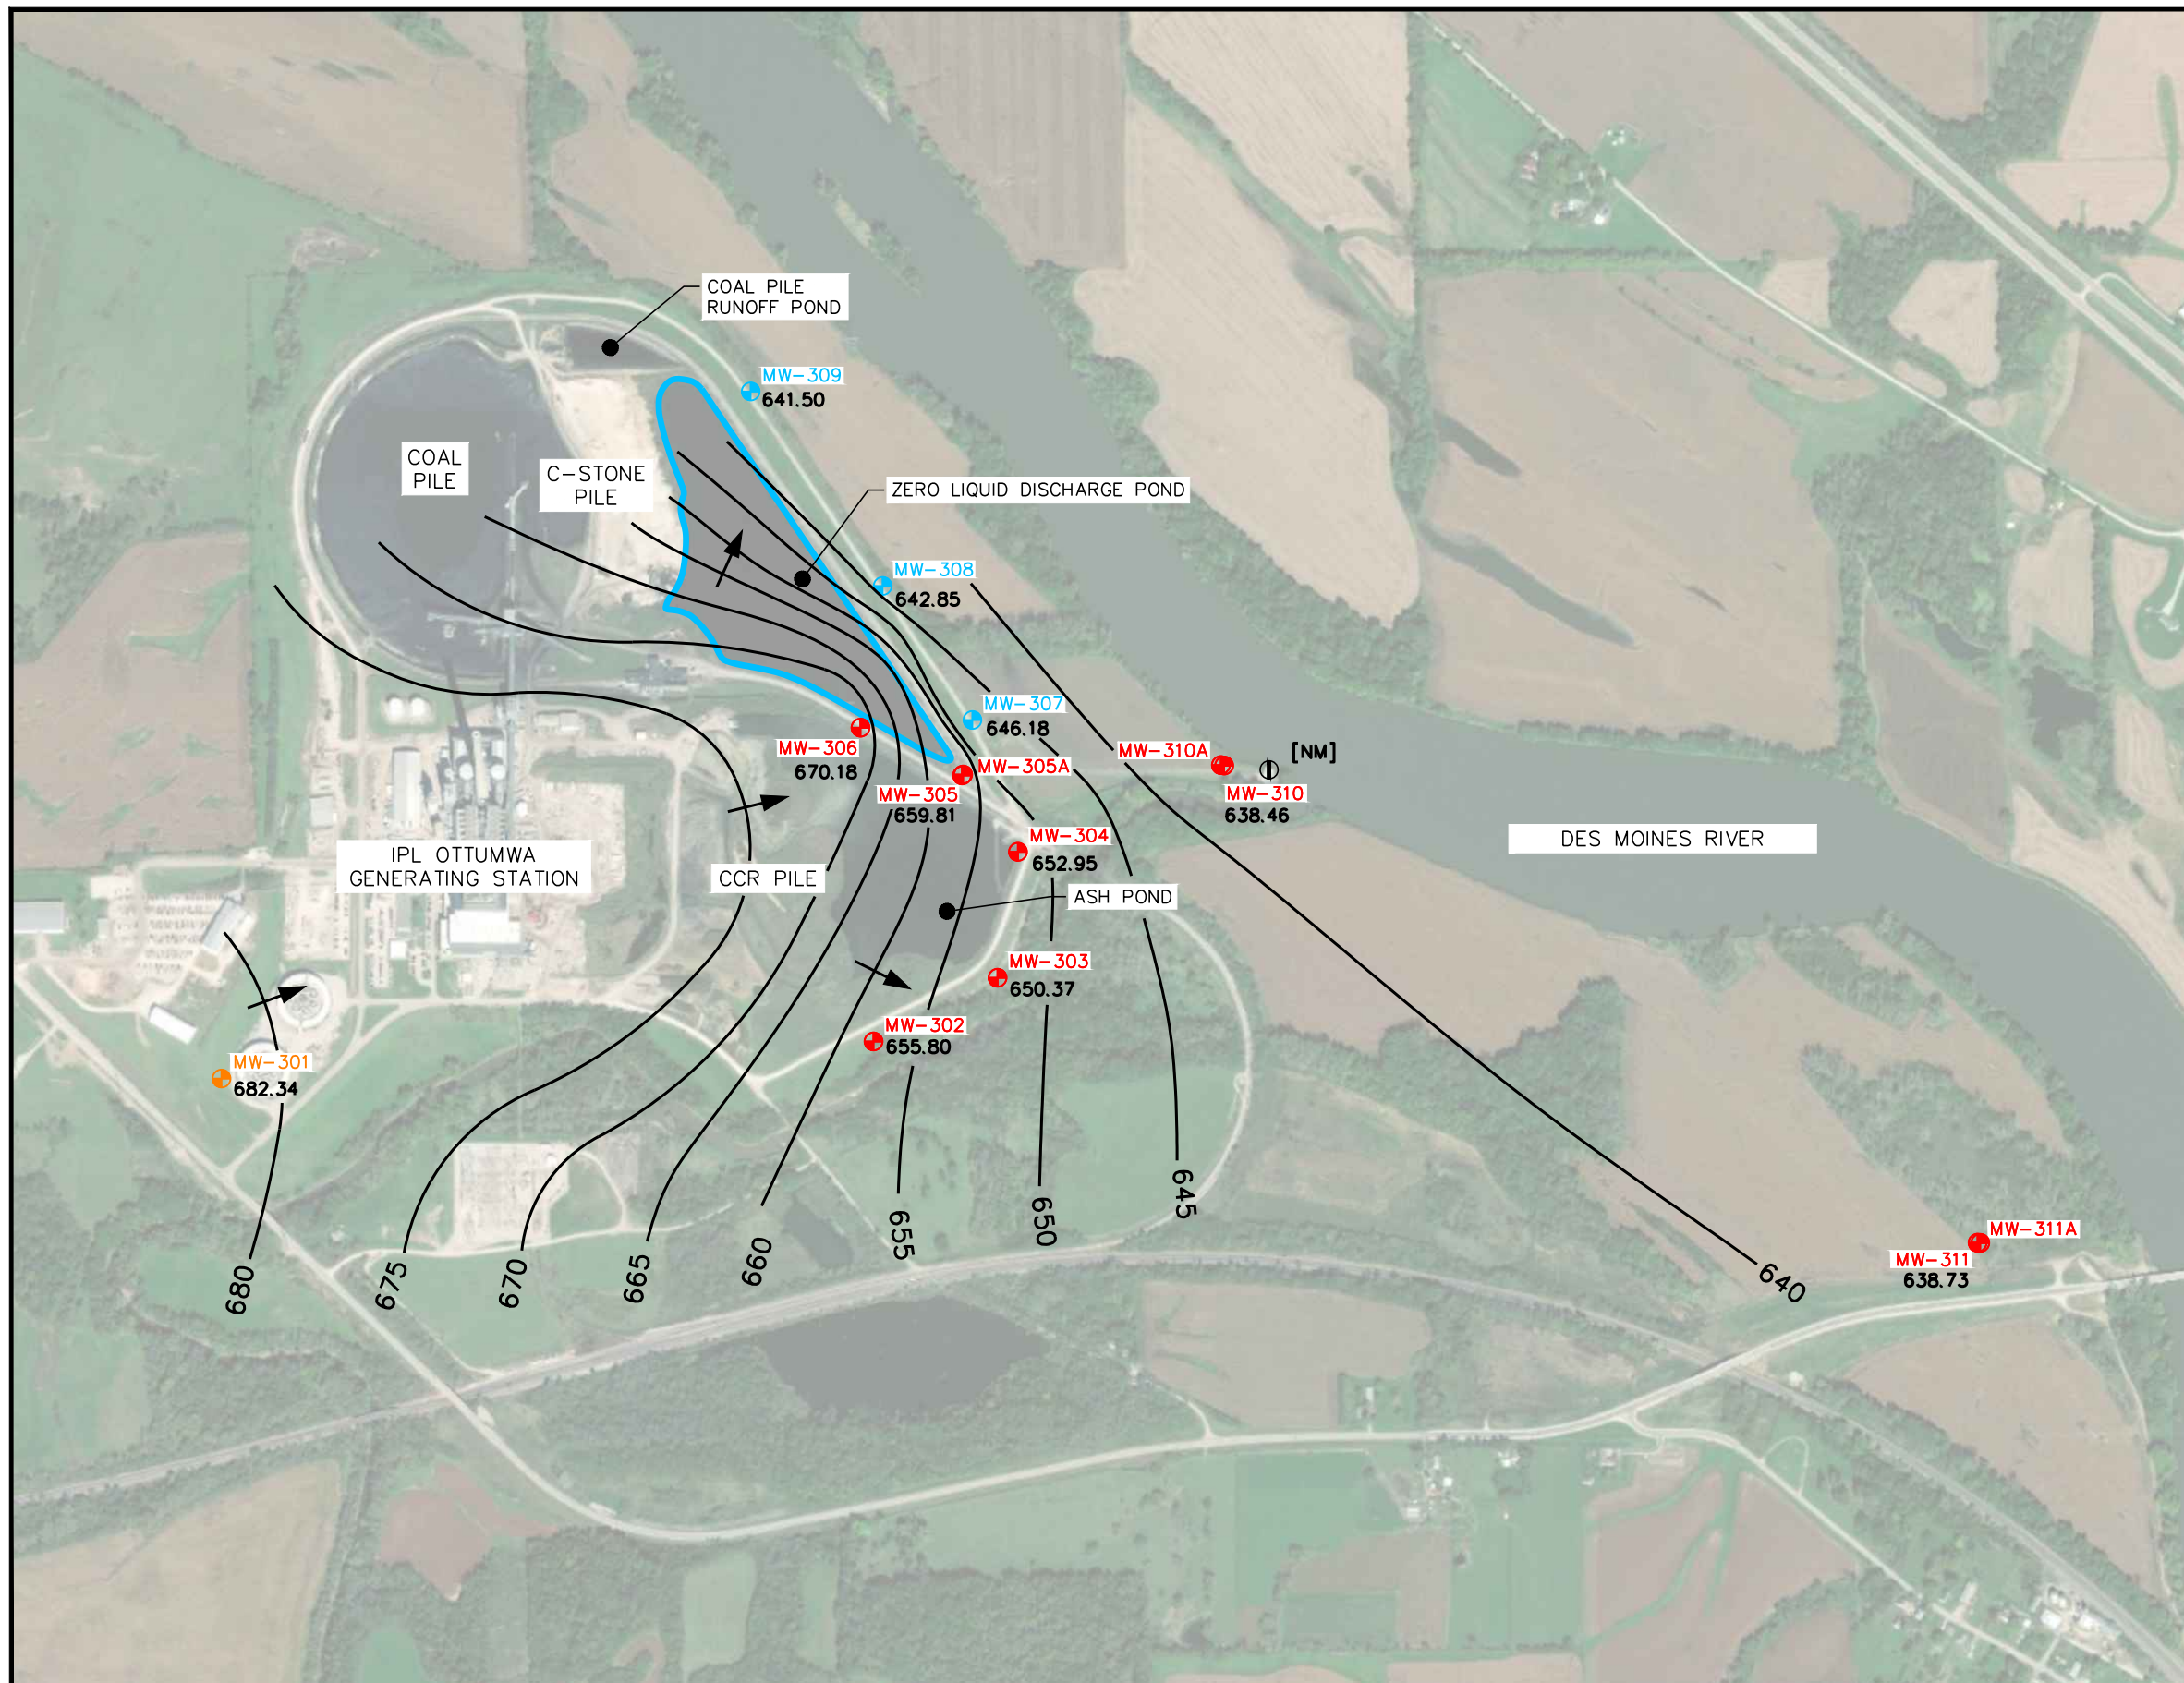 COAL PILE
RUNOFF POND
MW-309
641.50
COAL
PILE
C-STONE
PILE
ZERO LIQUID DISCHARGE POND
MW-308
642.85
MW-307
646.18
MW-306
670.18
MW-305A
MW-305
659.81
MW-310A
[NM]
MW-310
638.46
MW-304
652.95
DES MOINES RIVER
IPL OTTUMWA
GENERATING STATION
CCR PILE
ASH POND
MW-303
650.37
MW-302
655.80
MW-301
682.34
680
675
670
665
660
655
650
645
640
MW-311A
MW-311
638.73